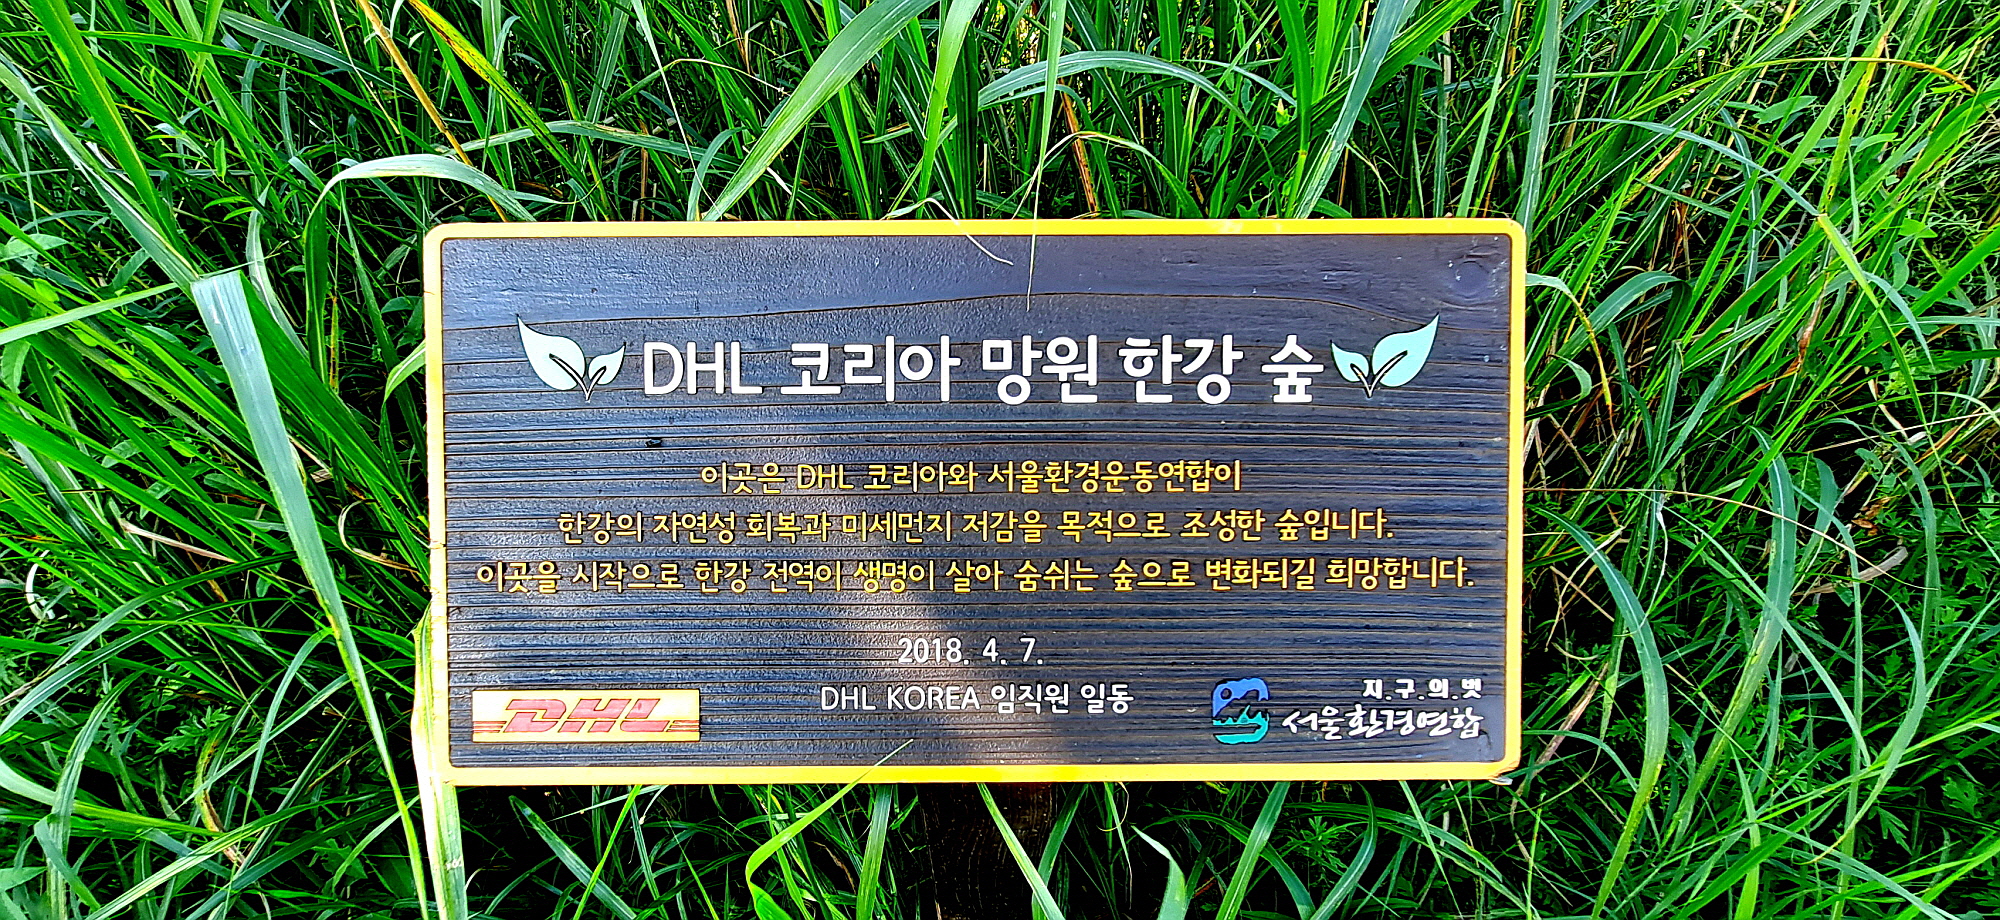 DHL 코리아 망원 한강 숲
이곳은 DHL 코리아와 서울환경운동연합이
한강의 자연성 회복과 미세먼지 저감을 목적으로 조성한 숲입니다.
이곳을 시작으로 한강 전역이 생명이 살아 숨쉬는 숲으로 변화되길 희망합니다.
2018. 4. 7.
DHL KOREA 임직원 일동
DHL
지.구.의.벗
서울환경연합